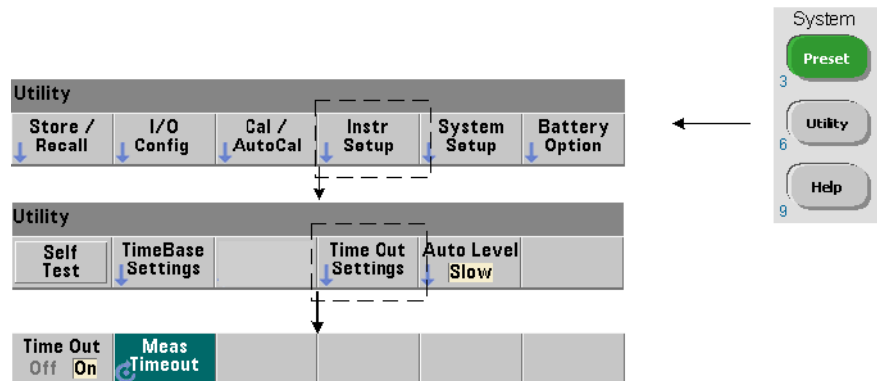 System
Preset
3
Utility
Store / Recall
I/O Config
Cal / AutoCal
Instr Setup
System Setup
Battery Option
Utility
6
Help
9
Utility
Self Test
TimeBase Settings
Time Out Settings
Auto Level Slow
Time Out Off On
Meas Timeout